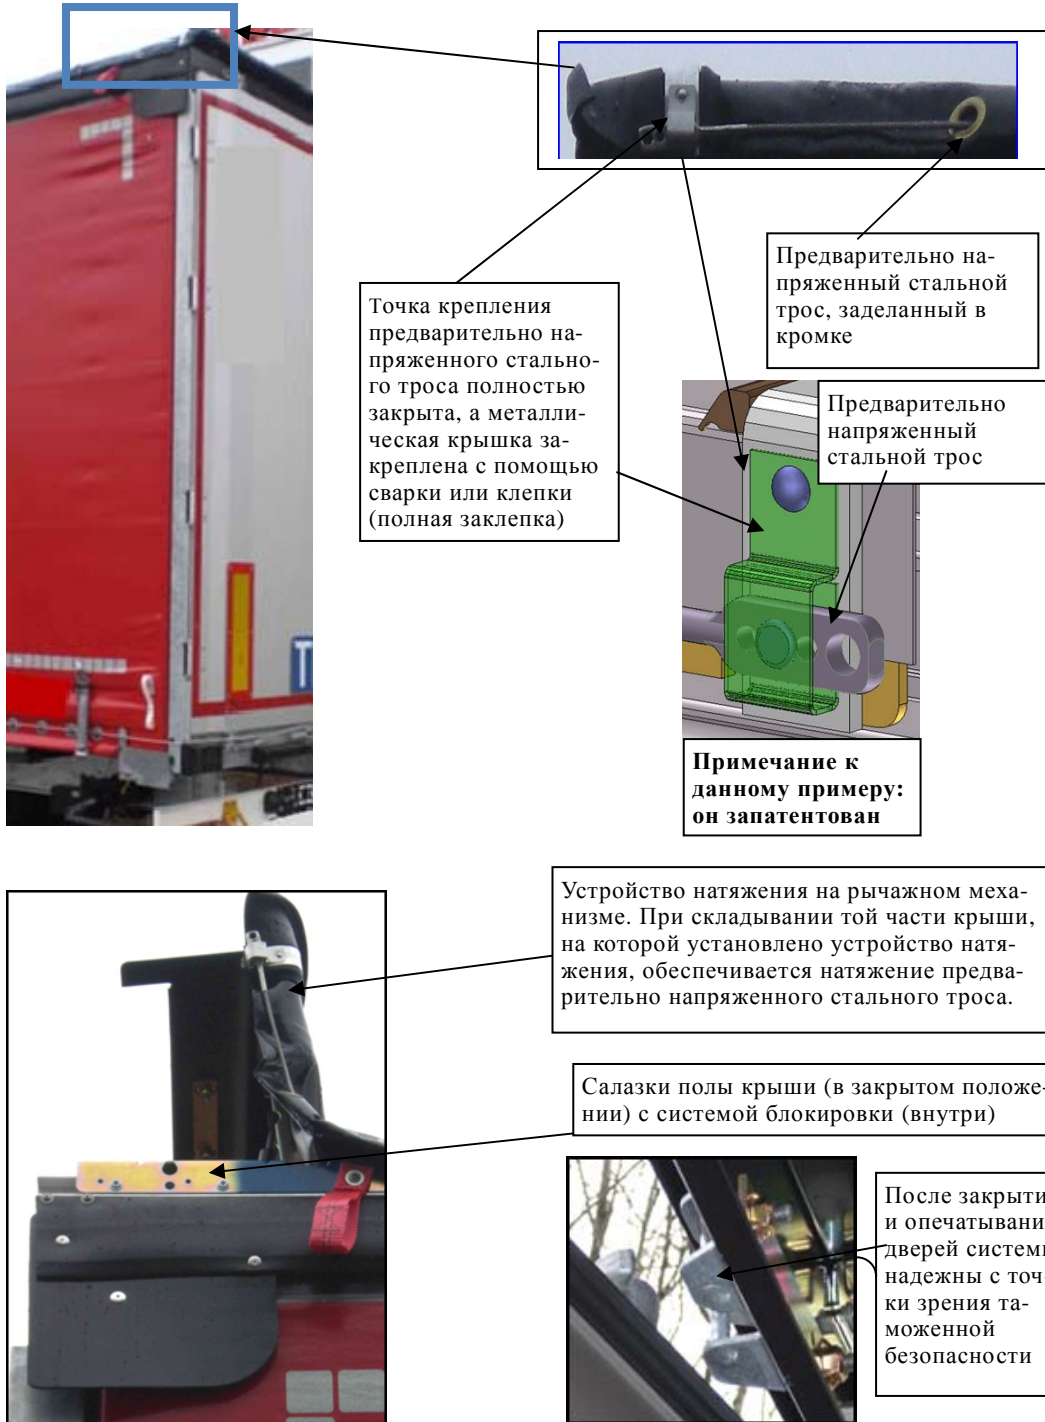 Предварительно на-
пряженный стальной
трос, заделанный в
кромке
Точка крепления
предварительно на-
пряженного стально-
го троса полностью
закрыта, а металли-
ческая крышка за-
креплена с помощью
сварки или клепки
(полная заклепка)
Предварительно
напряженный
стальной трос
Примечание к
данному примеру:
он запатентован
Устройство натяжения на рычажном меха-
низме. При складывании той части крыши,
на которой установлено устройство натя-
жения, обеспечивается натяжение предва-
рительно напряженного стального троса.
Салазки полы крыши (в закрытом положе-
нии) с системой блокировки (внутри)
После закрыти
и опечатывани
дверей систем
надежны с точ-
ки зрения та-
моженной
безопасности
T